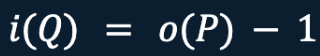 i(Q) = o(P) − 1